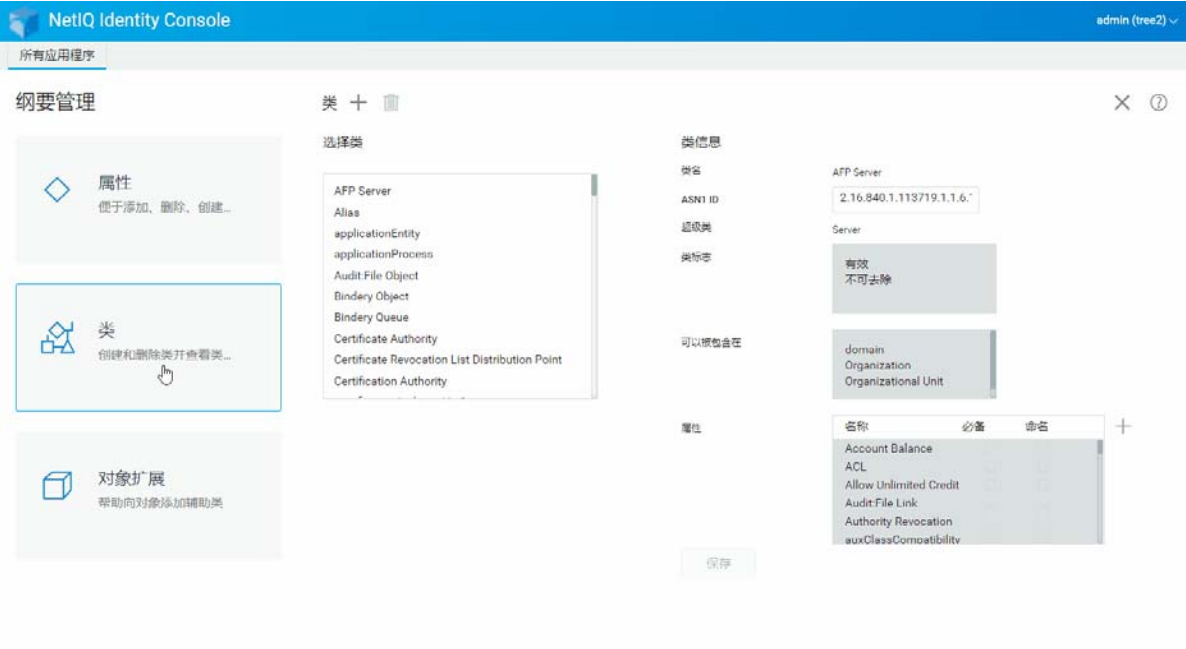 NetIQ Identity Console
admin (tree2)
所有应用程序
纲要管理
属性
便于添加、删除、创建...
类
创建和删除类并查看类...
对象扩展
帮助向对象添加辅助类
类
选择类
AFP Server
Alias
applicationEntity
applicationProcess
Audit:File Object
Bindery Object
Bindery Queue
Certificate Authority
Certificate Revocation List Distribution Point
Certification Authority
类信息
类名 AFP Server
ASN1 ID 2.16.840.1.113719.1.1.6.
超级类 Server
类标志 有效
不可去除
可以被包含在 domain
Organization
Organizational Unit
属性 名称 必备 命名
Account Balance
ACL
Allow Unlimited Credit
Audit:File Link
Authority Revocation
auxClassCompatibility
保存